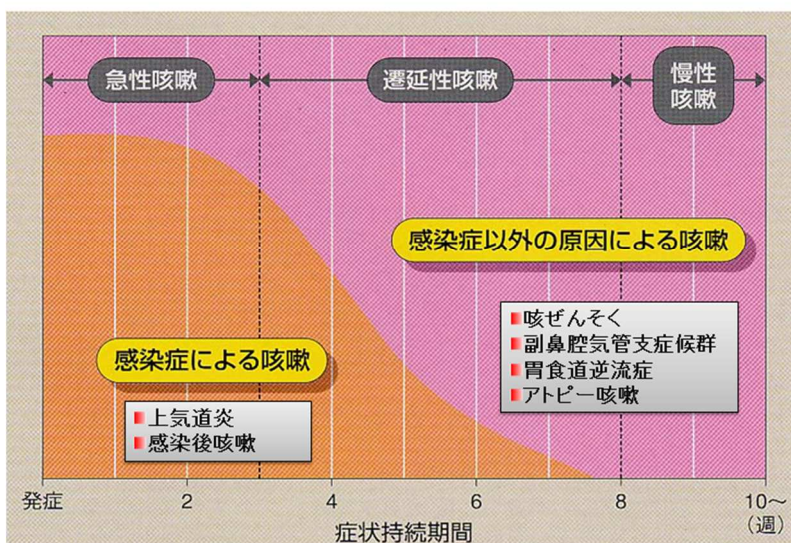 急性咳嗽
遷延性咳嗽
慢性
咳嗽
感染症以外の原因による咳嗽
咳ぜんそく
副鼻腔気管支症候群
胃食道逆流症
アトピー咳嗽
感染症による咳嗽
上気道炎
感染後咳嗽
発症 2 4 6 8 10〜
(週)
症状持続期間